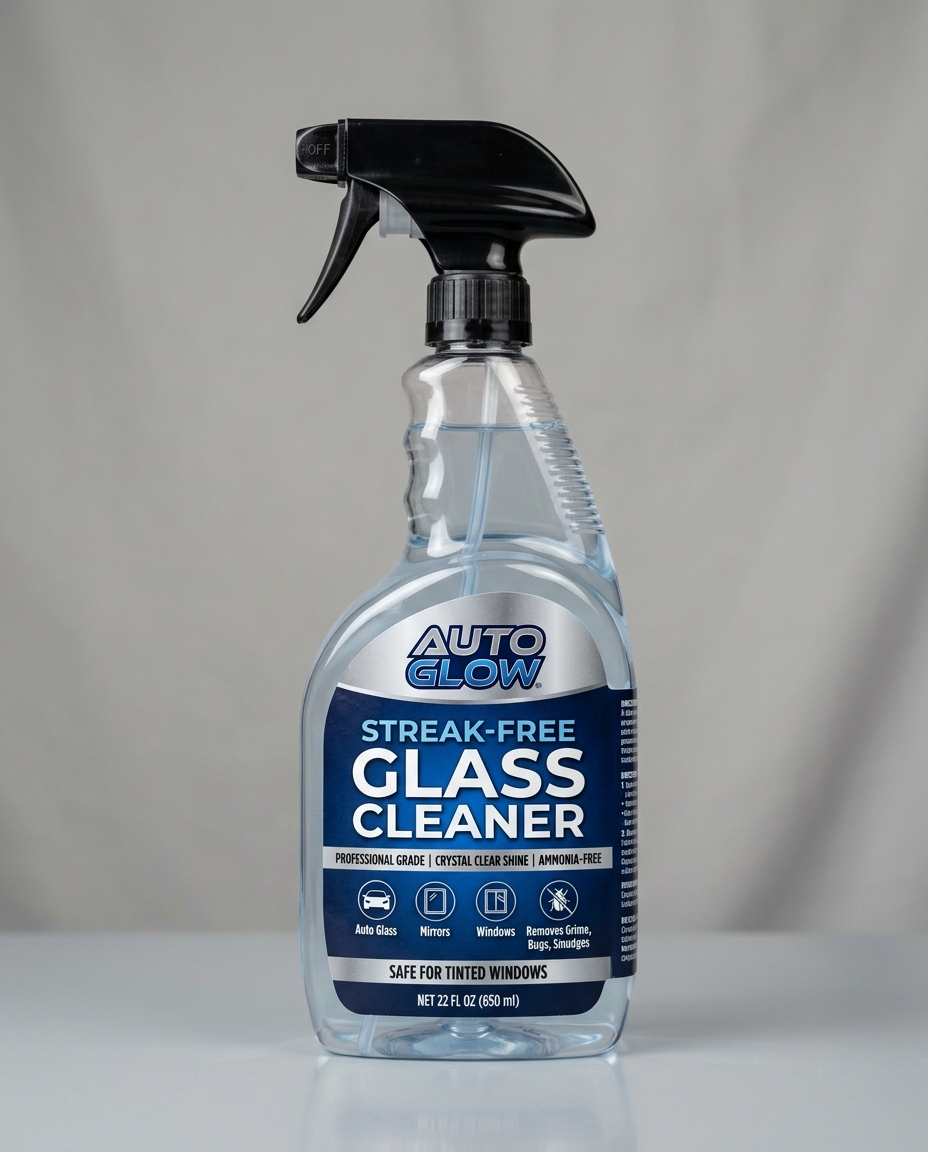 OFF
AUTO
GLOW
STREAK-FREE
GLASS
CLEANER
PROFESSIONAL GRADE | CRYSTAL CLEAR SHINE | AMMONIA-FREE
Auto Glass Mirrors Windows Removes Grime,
Bugs, Smudges
SAFE FOR TINTED WINDOWS
NET 22 FL OZ (650 ml)